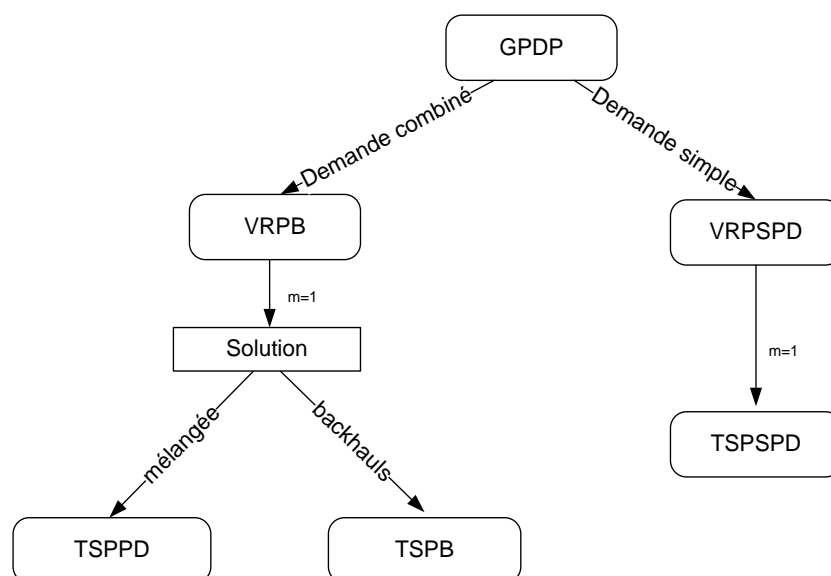 GPDP
Demande combiné
Demande simple
VRPB
VRPSPD
m=1
Solution
m=1
mélangée
backhauls
TSPSPD
TSPPD
TSPB